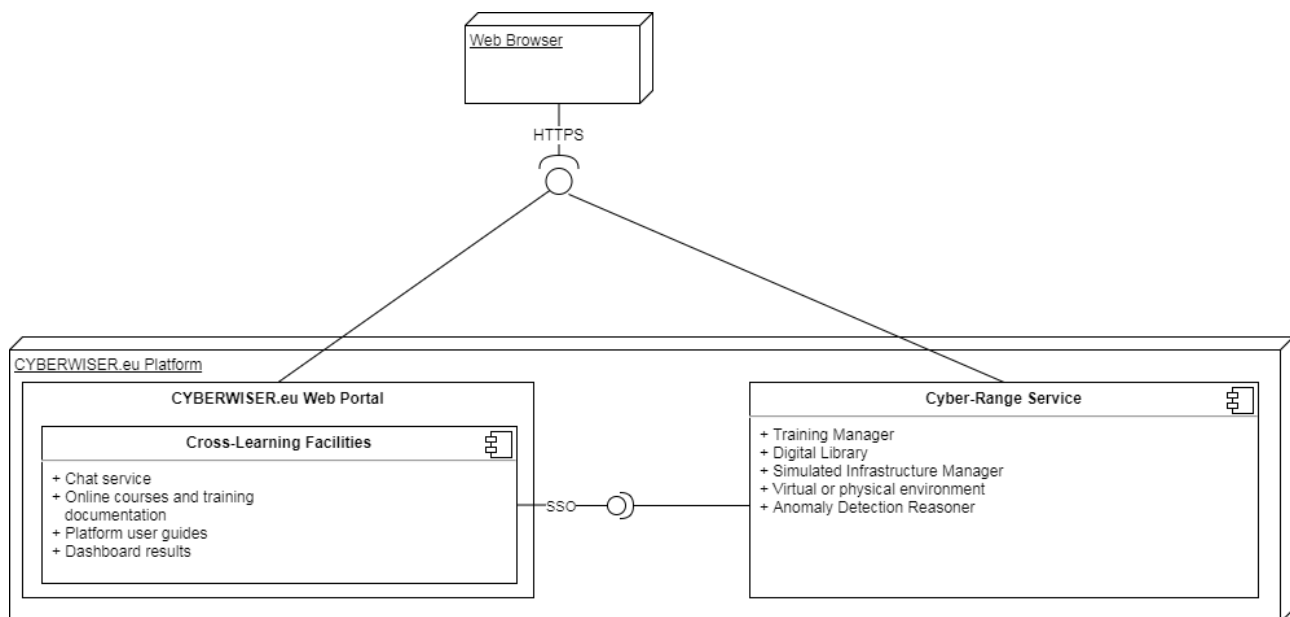 Web Browser
HTTPS
CYBERWISER.eu Platform
CYBERWISER.eu Web Portal
Cross-Learning Facilities
+ Chat service
+ Online courses and training
documentation
+ Platform user guides
+ Dashboard results
SSO
Cyber-Range Service
+ Training Manager
+ Digital Library
+ Simulated Infrastructure Manager
+ Virtual or physical environment
+ Anomaly Detection Reasoner